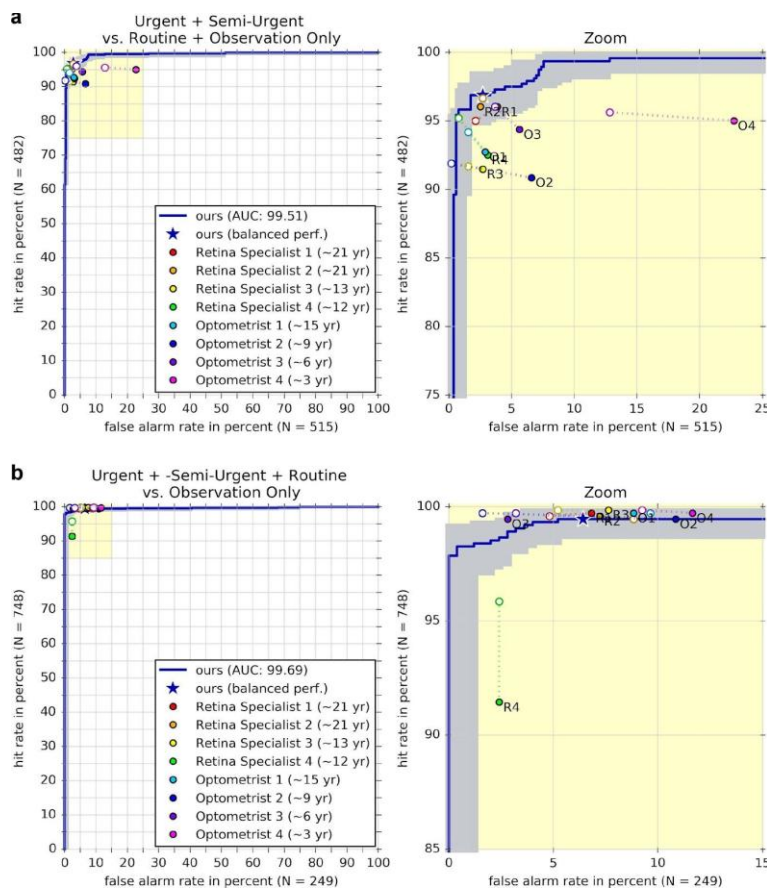 a
Urgent + Semi-Urgent
vs. Routine + Observation Only
100
90
80
70
60
50
40
30
20
10
0
hit rate in percent (N = 482)
ours (AUC: 99.51)
ours (balanced perf.)
Retina Specialist 1 (~21 yr)
Retina Specialist 2 (~21 yr)
Retina Specialist 3 (~13 yr)
Retina Specialist 4 (~12 yr)
Optometrist 1 (~15 yr)
Optometrist 2 (~9 yr)
Optometrist 3 (~6 yr)
Optometrist 4 (~3 yr)
0 10 20 30 40 50 60 70 80 90 100
false alarm rate in percent (N = 515)
Zoom
100
95
90
85
80
75
hit rate in percent (N = 482)
R2R1
O3
O4
O1
R4
R3
O2
0 5 10 15 20 25
false alarm rate in percent (N = 515)
b
Urgent + -Semi-Urgent + Routine
vs. Observation Only
100
90
80
70
60
50
40
30
20
10
0
hit rate in percent (N = 748)
ours (AUC: 99.69)
ours (balanced perf.)
Retina Specialist 1 (~21 yr)
Retina Specialist 2 (~21 yr)
Retina Specialist 3 (~13 yr)
Retina Specialist 4 (~12 yr)
Optometrist 1 (~15 yr)
Optometrist 2 (~9 yr)
Optometrist 3 (~6 yr)
Optometrist 4 (~3 yr)
0 10 20 30 40 50 60 70 80 90 100
false alarm rate in percent (N = 249)
Zoom
100
95
90
85
hit rate in percent (N = 748)
O3
R3
R2
O1
O2
O4
R4
0 5 10 15
false alarm rate in percent (N = 249)